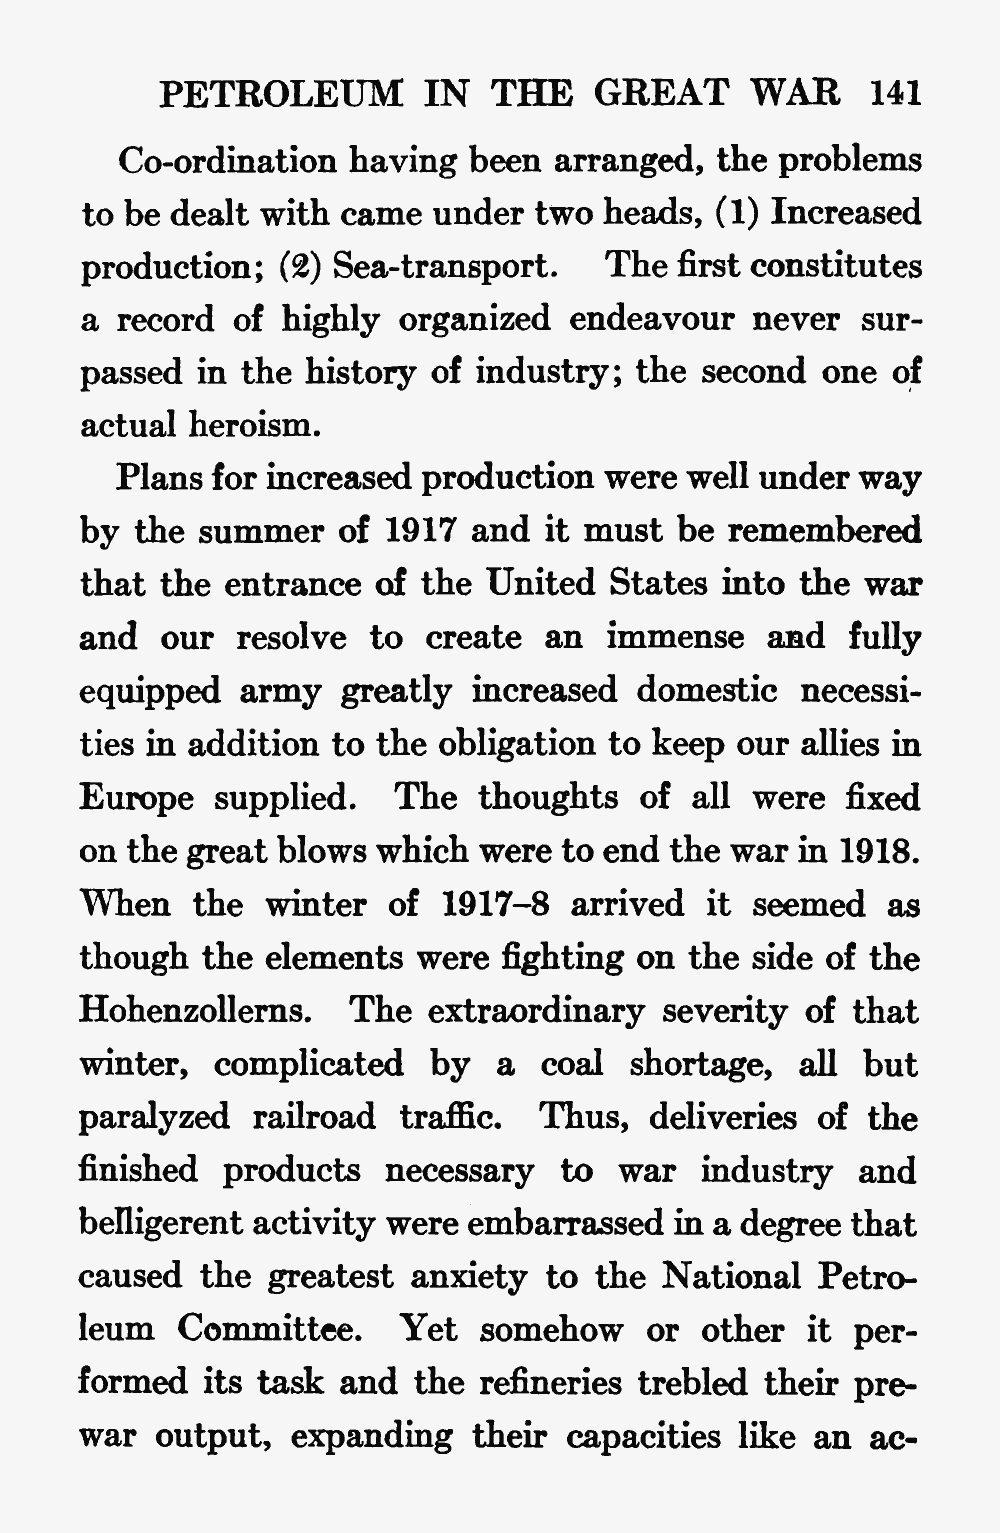 PETROLEUM IN THE GREAT WAR 141
Co-ordination having been arranged, the problems
to be dealt with came under two heads, (1) Increased
production; (2) Sea-transport. The first constitutes
a record of highly organized endeavour never sur-
passed in the history of industry; the second one of
actual heroism.
Plans for increased production were well under way
by the summer of 1917 and it must be remembered
that the entrance of the United States into the war
and our resolve to create an immense and fully
equipped army greatly increased domestic necessi-
ties in addition to the obligation to keep our allies in
Europe supplied. The thoughts of all were fixed
on the great blows which were to end the war in 1918.
When the winter of 1917–8 arrived it seemed as
though the elements were fighting on the side of the
Hohenzollerns. The extraordinary severity of that
winter, complicated by a coal shortage, all but
paralyzed railroad traffic. Thus, deliveries of the
finished products necessary to war industry and
belligerent activity were embarrassed in a degree that
caused the greatest anxiety to the National Petro-
leum Committee. Yet somehow or other it per-
formed its task and the refineries trebled their pre-
war output, expanding their capacities like an ac-